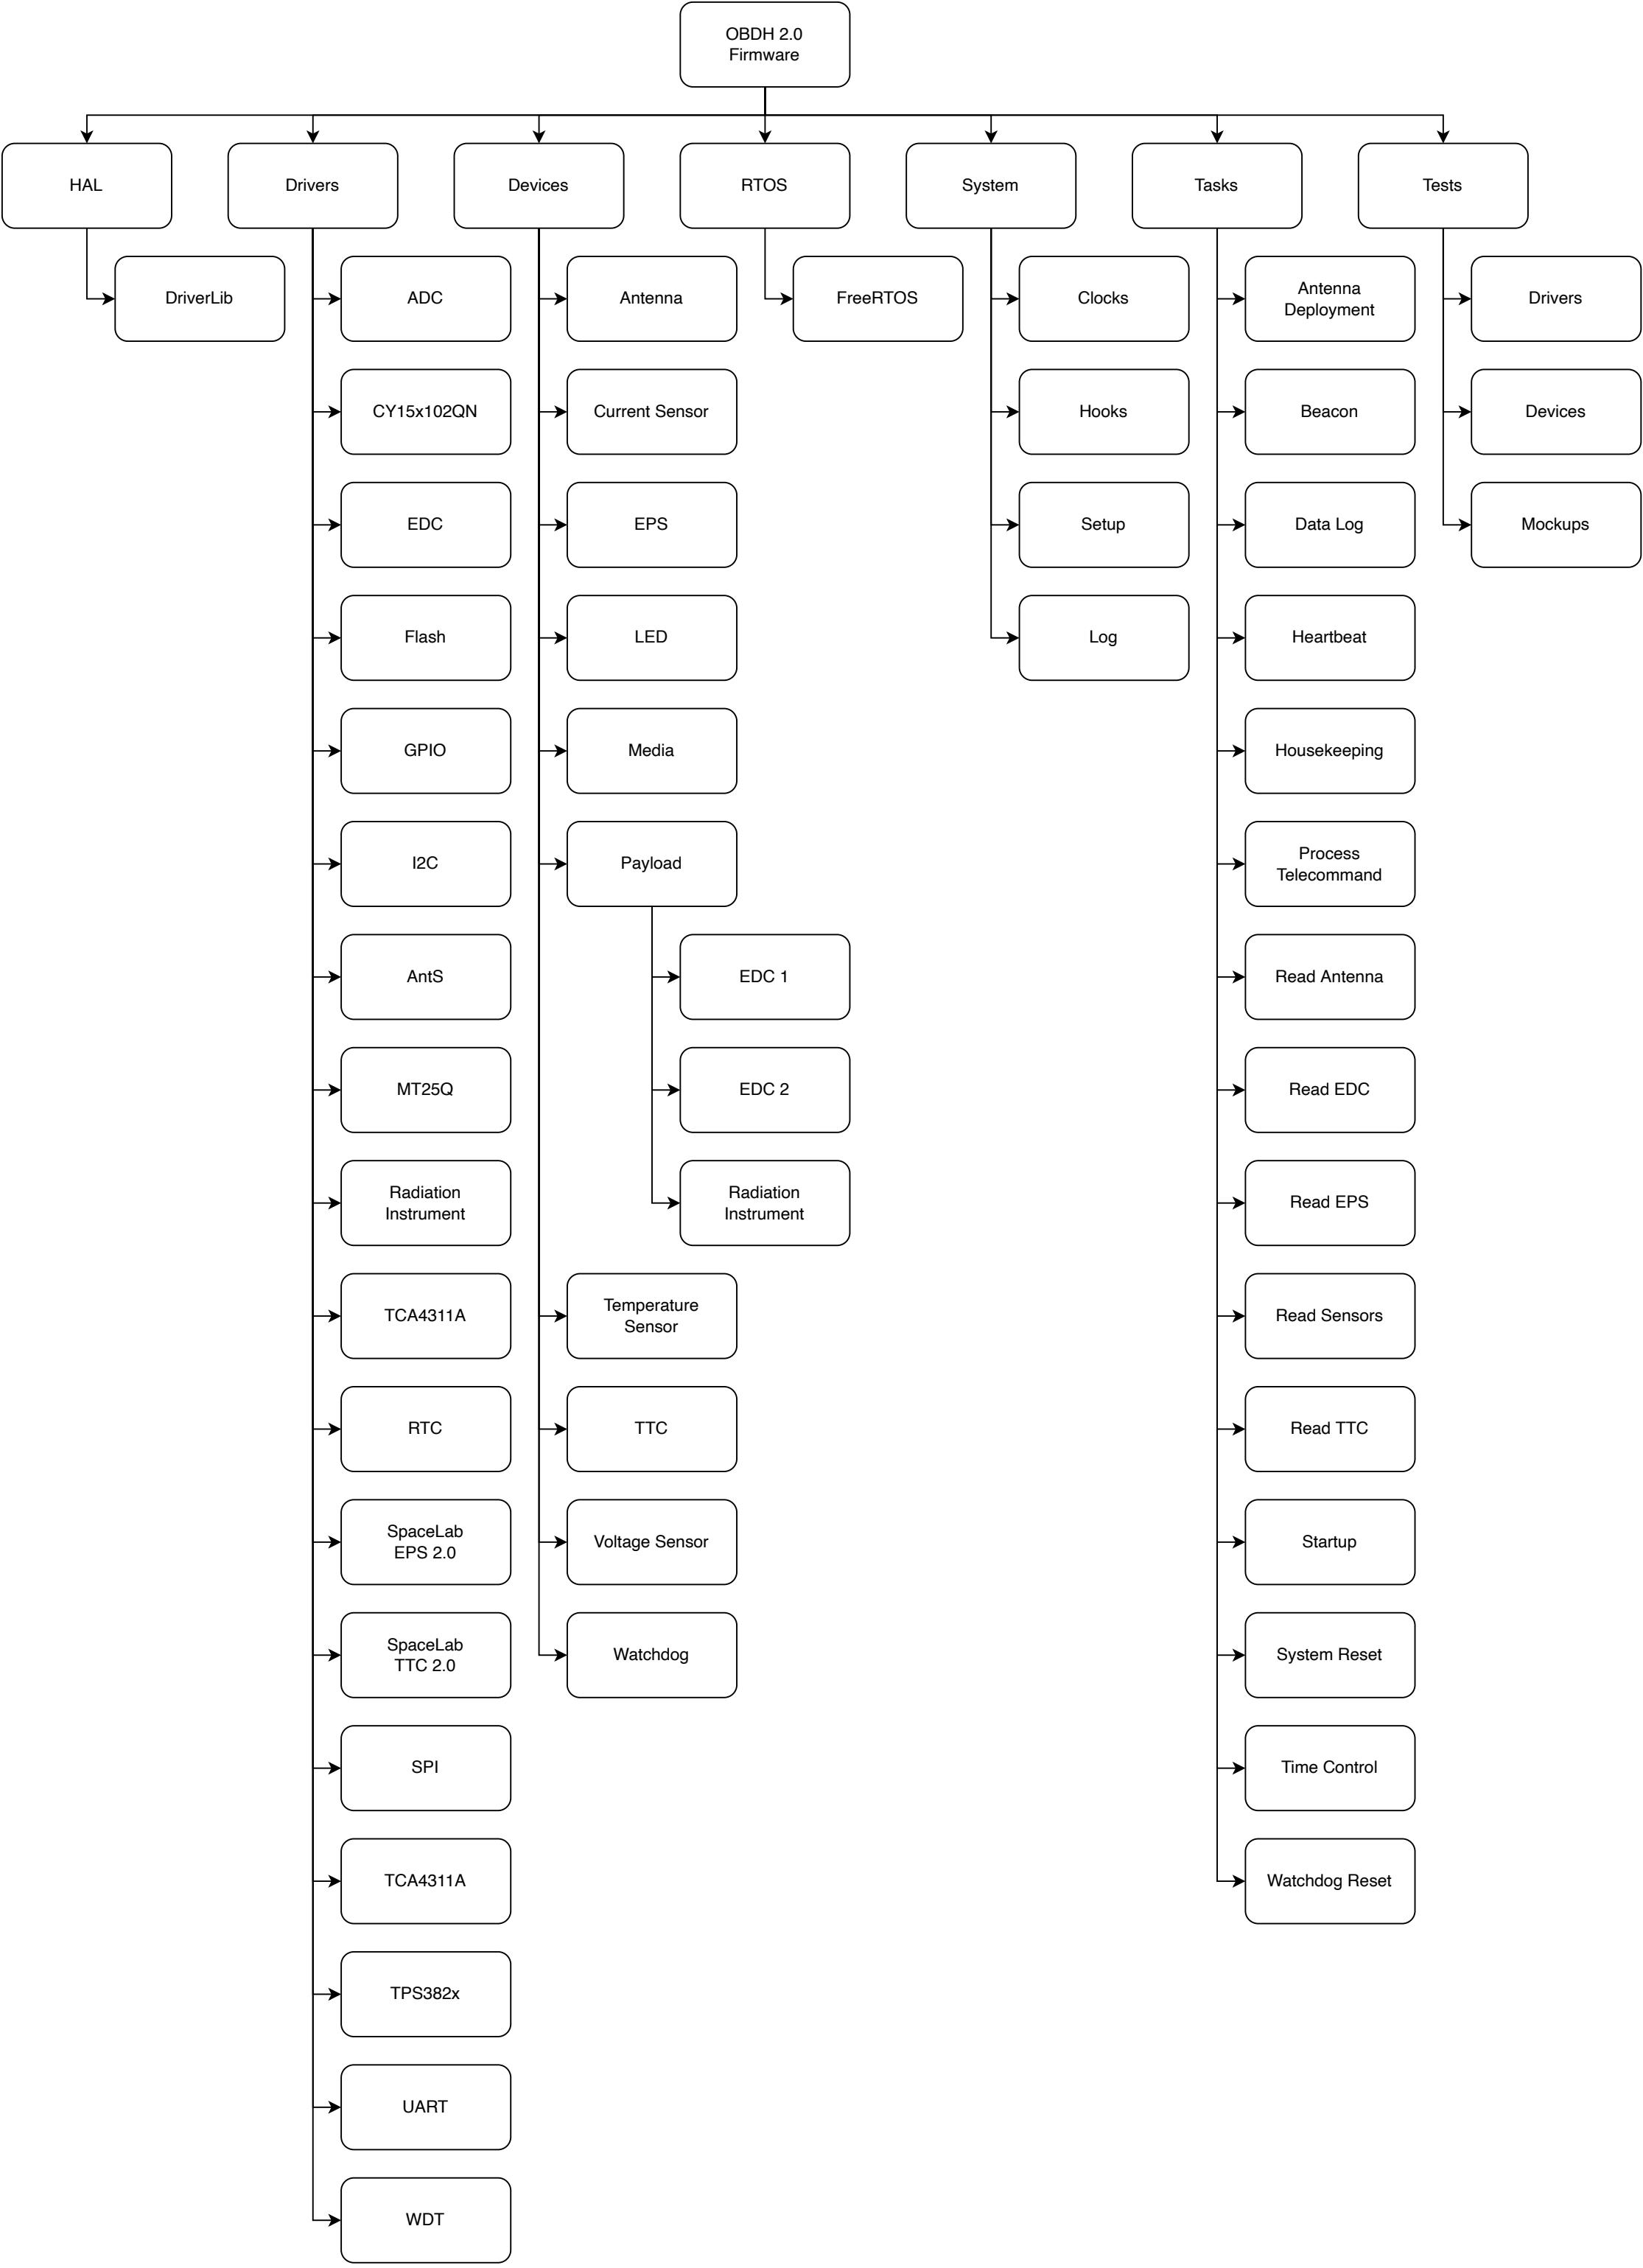 OBDH 2.0
Firmware
HAL
Drivers
Devices
RTOS
System
Tasks
Tests
DriverLib
ADC
CY15x102QN
EDC
Flash
GPIO
I2C
AntS
MT25Q
Radiation
Instrument
TCA4311A
RTC
SpaceLab
EPS 2.0
SpaceLab
TTC 2.0
SPI
TCA4311A
TPS382x
UART
WDT
Antenna
Current Sensor
EPS
LED
Media
Payload
EDC 1
EDC 2
Radiation
Instrument
Temperature
Sensor
TTC
Voltage Sensor
Watchdog
FreeRTOS
Clocks
Hooks
Setup
Log
Antenna
Deployment
Beacon
Data Log
Heartbeat
Housekeeping
Process
Telecommand
Read Antenna
Read EDC
Read EPS
Read Sensors
Read TTC
Startup
System Reset
Time Control
Watchdog Reset
Drivers
Devices
Mockups